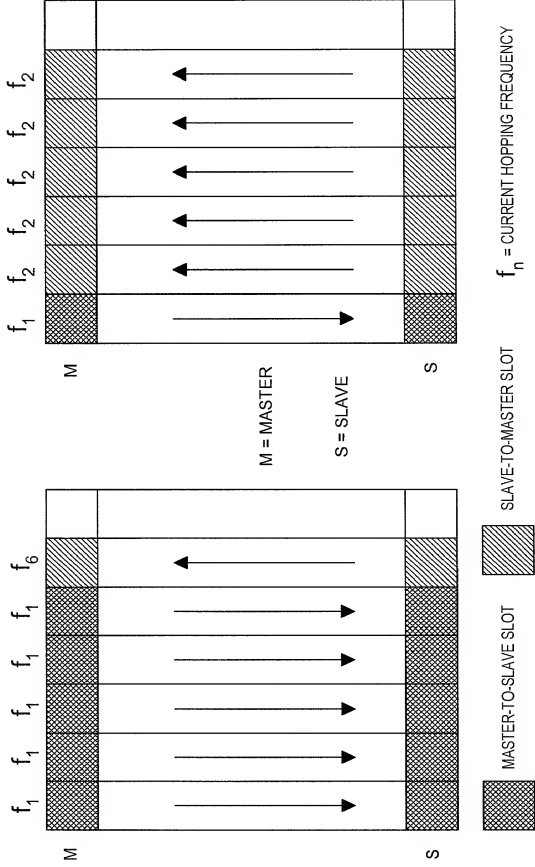 f1 f1 f1 f1 f1 f6
M
S
f1 f2 f2 f2 f2 f2
M
S
M = MASTER
S = SLAVE
MASTER-TO-SLAVE SLOT
SLAVE-TO-MASTER SLOT
fn = CURRENT HOPPING FREQUENCY